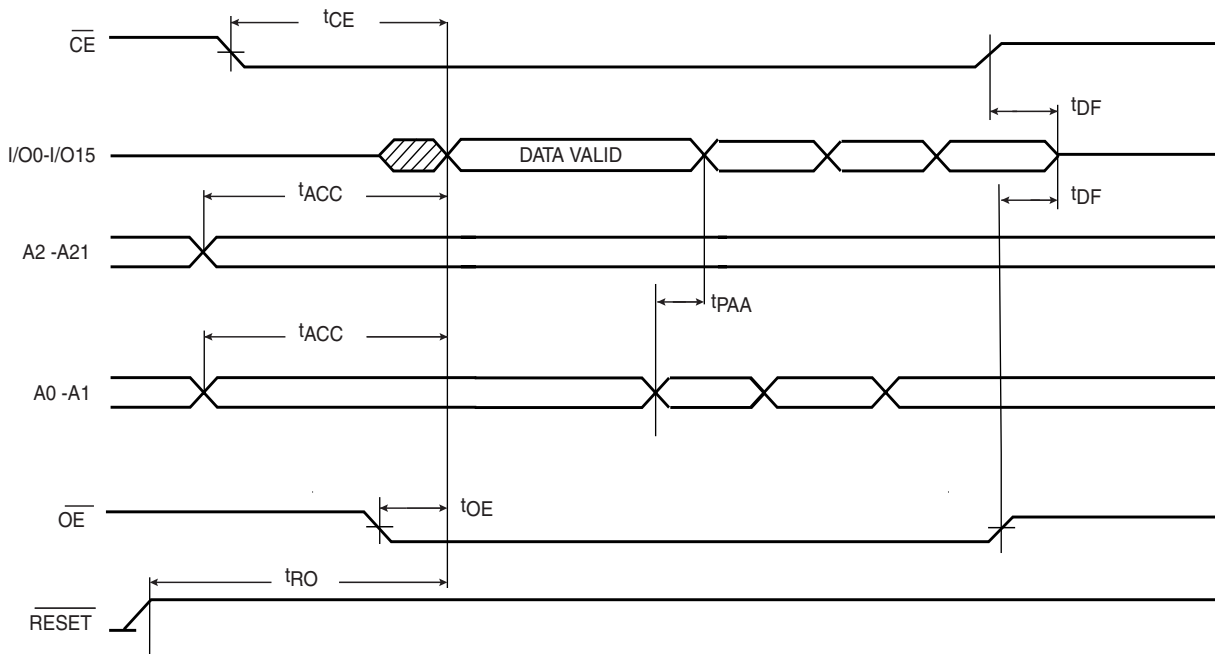 tCE
CE
tDF
I/O0-I/O15
DATA VALID
tACC
tDF
A2 -A21
tPAA
tACC
A0 -A1
tOE
OE
tRO
RESET